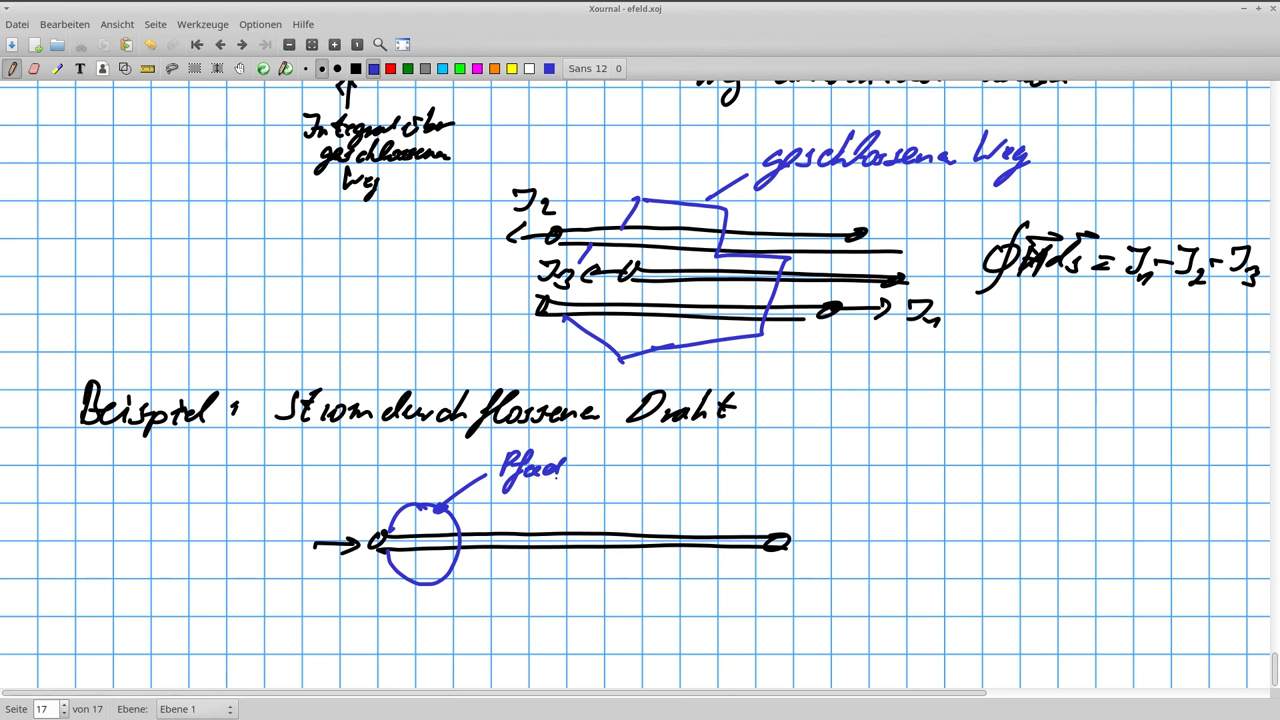 Xournal - efeld.xoj
Datei Bearbeiten Ansicht Seite Werkzeuge Optionen Hilfe
Sans 12 0
Integral über
geschlossenen
Weg
geschlossener Weg
I2
I3
I1
∮H⃗ds⃗ = I1 - I2 - I3
Beispiel: Stromdurchflossener Draht
Pfad
Seite 17 von 17 Ebene: Ebene 1